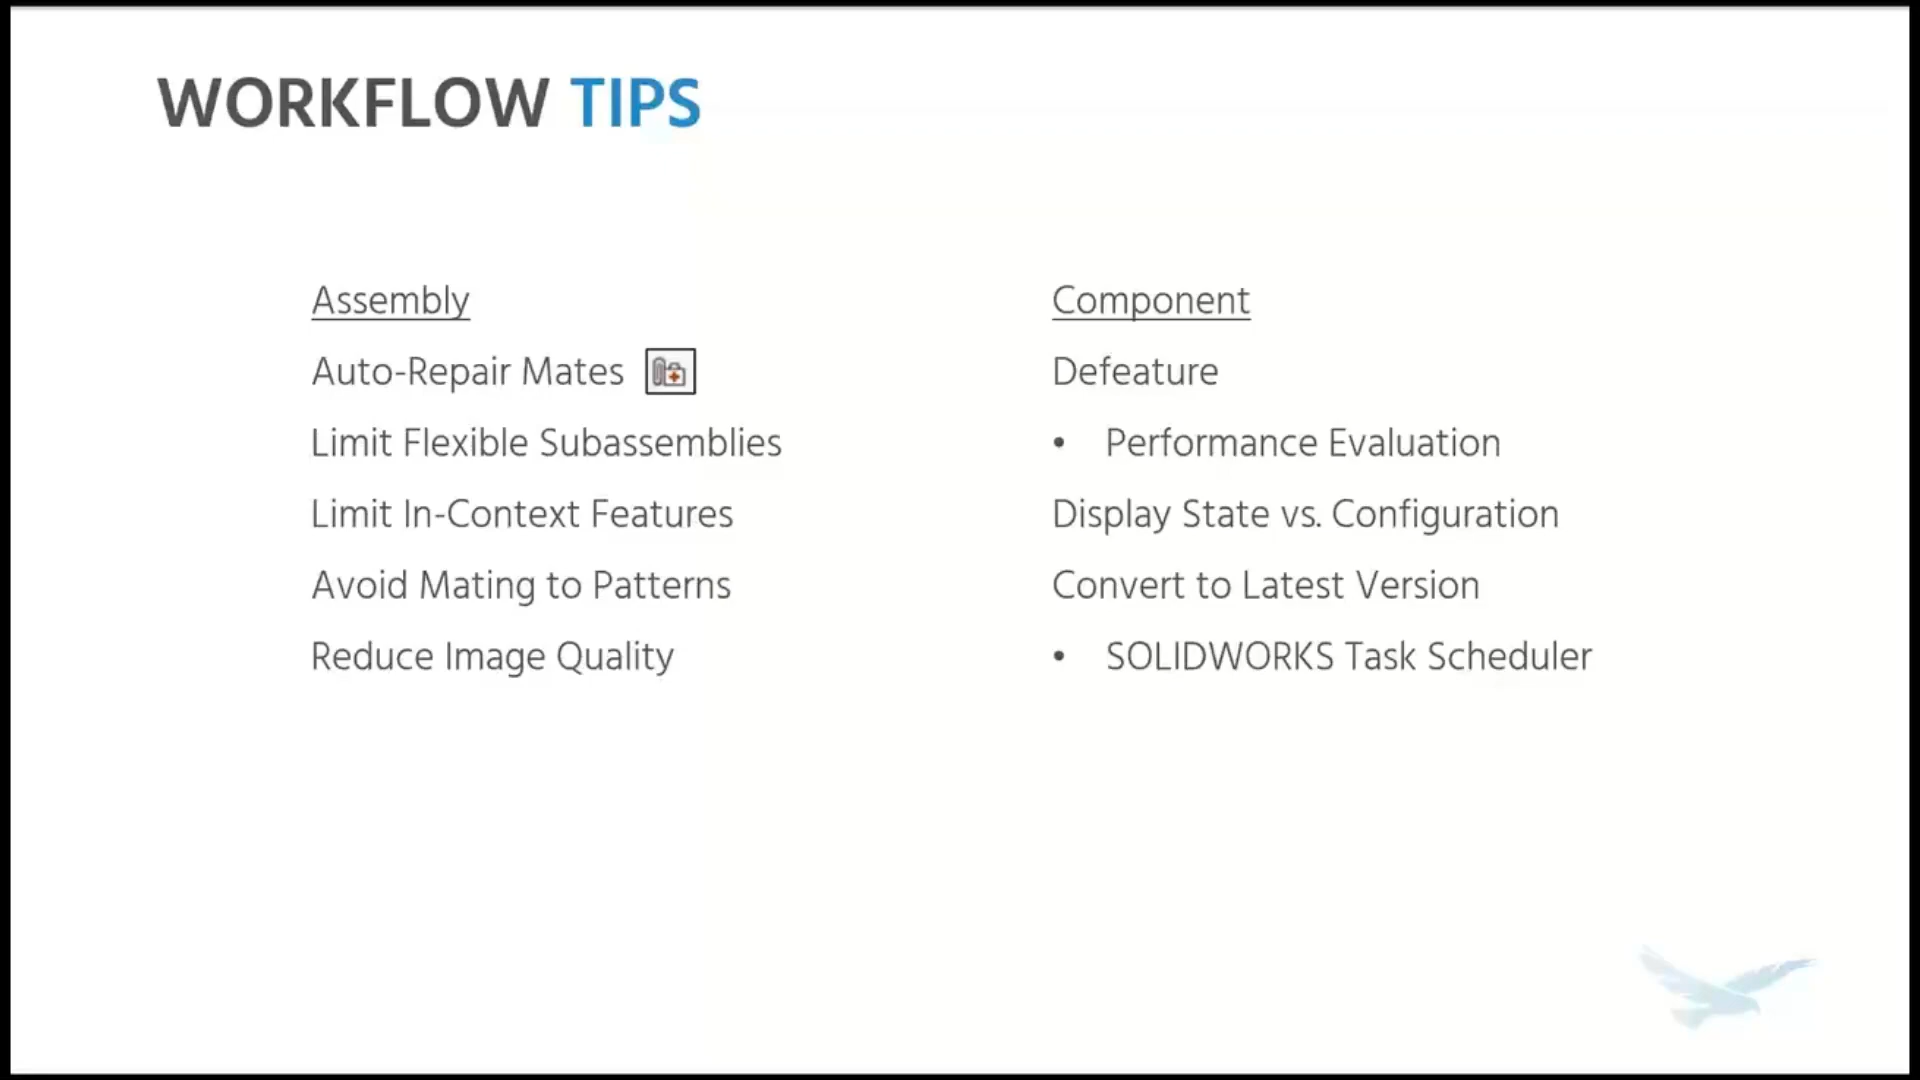 WORKFLOW TIPS
Assembly
Auto-Repair Mates
Limit Flexible Subassemblies
Limit In-Context Features
Avoid Mating to Patterns
Reduce Image Quality
Component
Defeature
• Performance Evaluation
Display State vs. Configuration
Convert to Latest Version
• SOLIDWORKS Task Scheduler